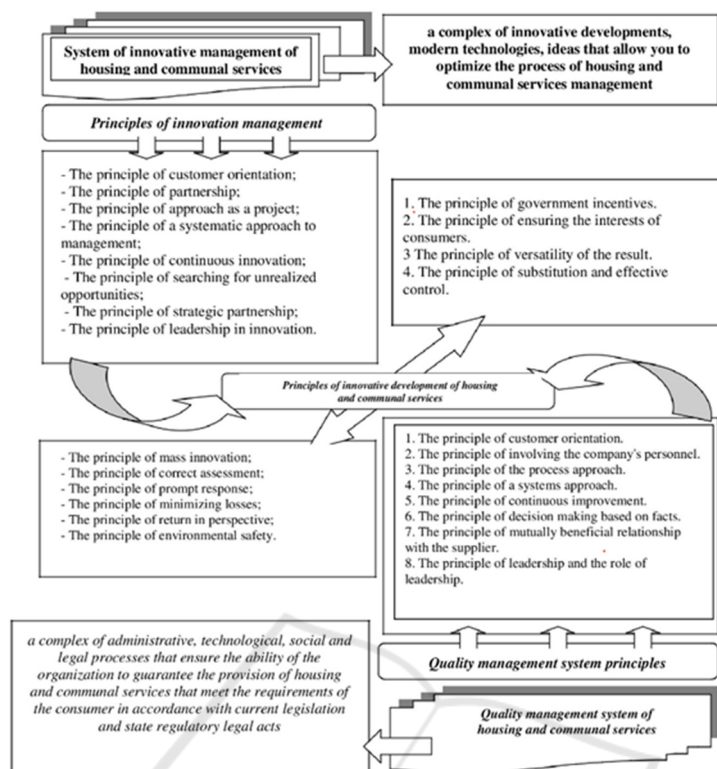 System of innovative management of
housing and communal services
a complex of innovative developments,
modern technologies, ideas that allow you to
optimize the process of housing and
communal services management
Principles of innovation management
- The principle of customer orientation;
- The principle of partnership;
- The principle of approach as a project;
- The principle of a systematic approach to
management;
- The principle of continuous innovation;
- The principle of searching for unrealized
opportunities;
- The principle of strategic partnership;
- The principle of leadership in innovation.
1. The principle of government incentives.
2. The principle of ensuring the interests of
consumers.
3 The principle of versatility of the result.
4. The principle of substitution and effective
control.
Principles of innovative development of housing
and communal services
- The principle of mass innovation;
- The principle of correct assessment;
- The principle of prompt response;
- The principle of minimizing losses;
- The principle of return in perspective;
- The principle of environmental safety.
1. The principle of customer orientation.
2. The principle of involving the company's personnel.
3. The principle of the process approach.
4. The principle of a systems approach.
5. The principle of continuous improvement.
6. The principle of decision making based on facts.
7. The principle of mutually beneficial relationship
with the supplier.
8. The principle of leadership and the role of
leadership.
a complex of administrative, technological, social and
legal processes that ensure the ability of the
organization to guarantee the provision of housing
and communal services that meet the requirements of
the consumer in accordance with current legislation
and state regulatory legal acts
Quality management system principles
Quality management system of
housing and communal services